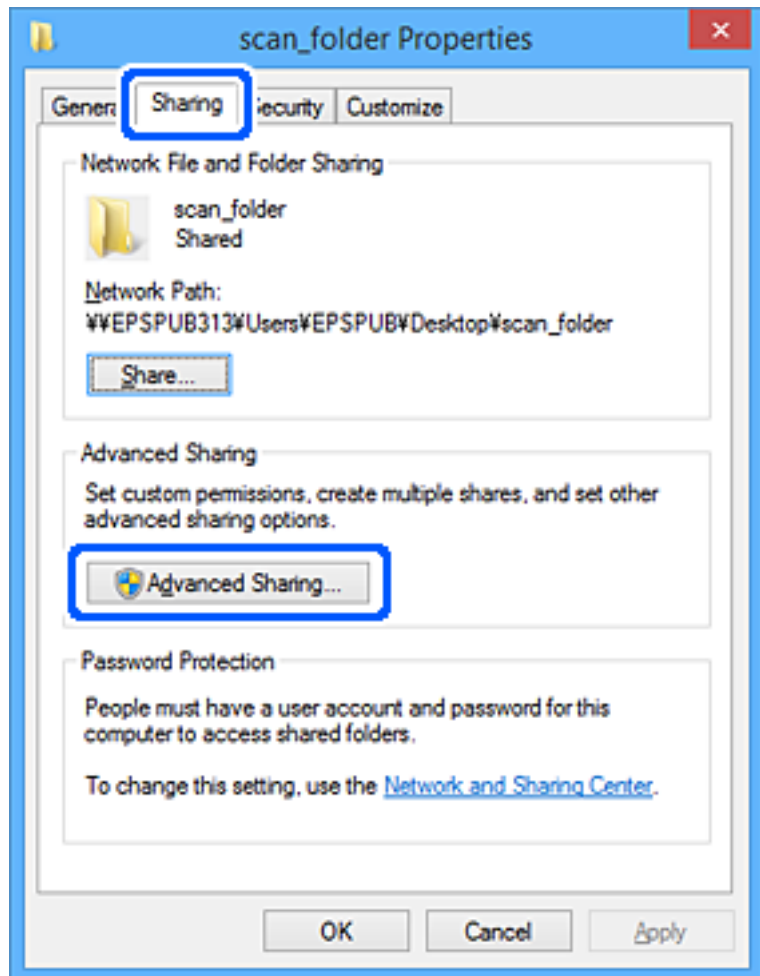 scan_folder Properties
General Sharing Security Customize
Network File and Folder Sharing
scan_folder
Shared
Network Path:
¥¥EPSPUB313¥Users¥EPSPUB¥Desktop¥scan_folder
Share...
Advanced Sharing
Set custom permissions, create multiple shares, and set other
advanced sharing options.
Advanced Sharing...
Password Protection
People must have a user account and password for this
computer to access shared folders.
To change this setting, use the Network and Sharing Center.
OK Cancel Apply